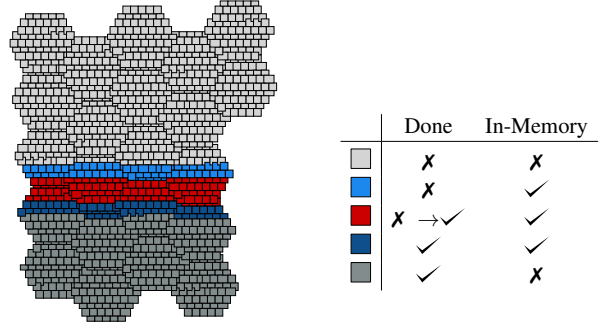 Done In-Memory
✗ ✗
✗ ✓
✗ →✓ ✓
✓ ✓
✓ ✗